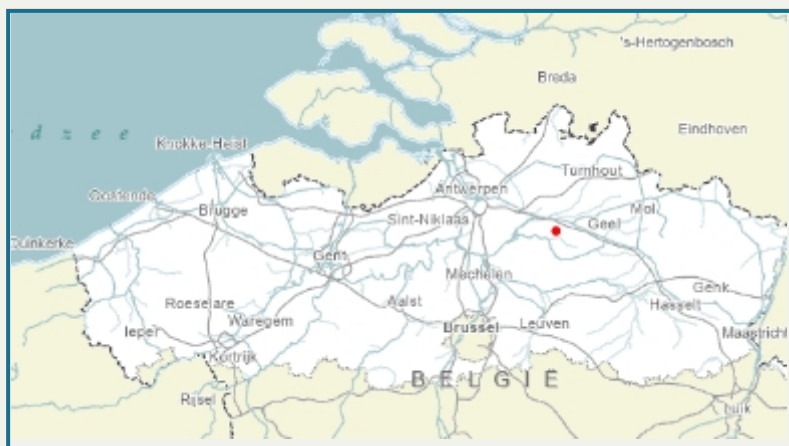 's-Hertogenbosch
Breda
Eindhoven
d z e e
Knokke-Heist
Turnhout
Oostende
Antwerpen
Mol
Brugge
Sint-Niklaas
Geel
Duinkerke
Gent
Mechelen
Genk
Roeselare
Aalst
Hasselt
Ieper
Waregem
Brussel
Leuven
Maastricht
Kortrijk
BELGIË
Rijsel
Luik